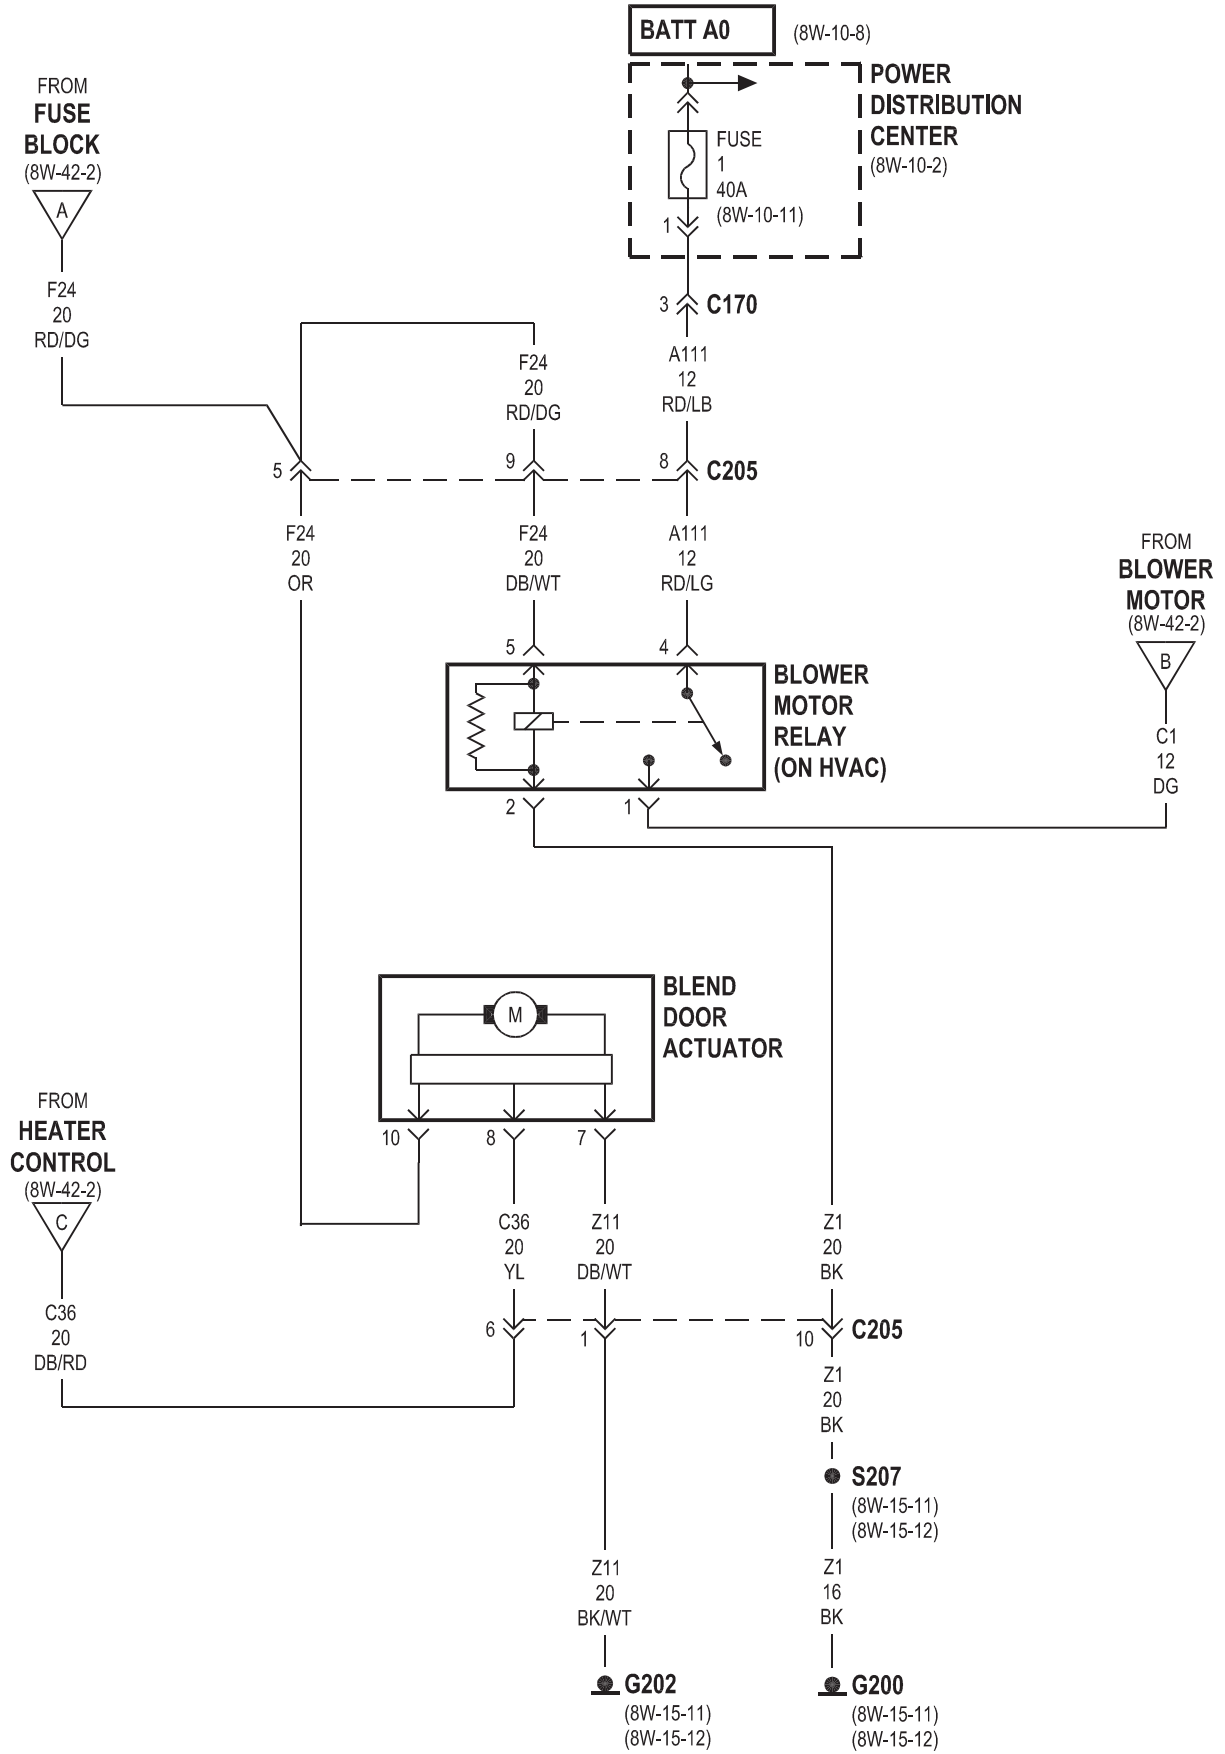 BATT A0
(8W-10-8)
POWER
DISTRIBUTION
CENTER
(8W-10-2)
FUSE
1
40A
(8W-10-11)
1
FROM
FUSE
BLOCK
(8W-42-2)
A
F24
20
RD/DG
3
C170
F24
20
RD/DG
A111
12
RD/LB
5
9
8
C205
F24
20
OR
F24
20
DB/WT
A111
12
RD/LG
FROM
BLOWER
MOTOR
(8W-42-2)
B
C1
12
DG
5
4
BLOWER
MOTOR
RELAY
(ON HVAC)
2
1
BLEND
DOOR
ACTUATOR
M
10
8
7
FROM
HEATER
CONTROL
(8W-42-2)
C
C36
20
DB/RD
C36
20
YL
Z11
20
DB/WT
Z1
20
BK
6
1
10
C205
Z1
20
BK
S207
(8W-15-11)
(8W-15-12)
Z11
20
BK/WT
Z1
16
BK
G202
(8W-15-11)
(8W-15-12)
G200
(8W-15-11)
(8W-15-12)